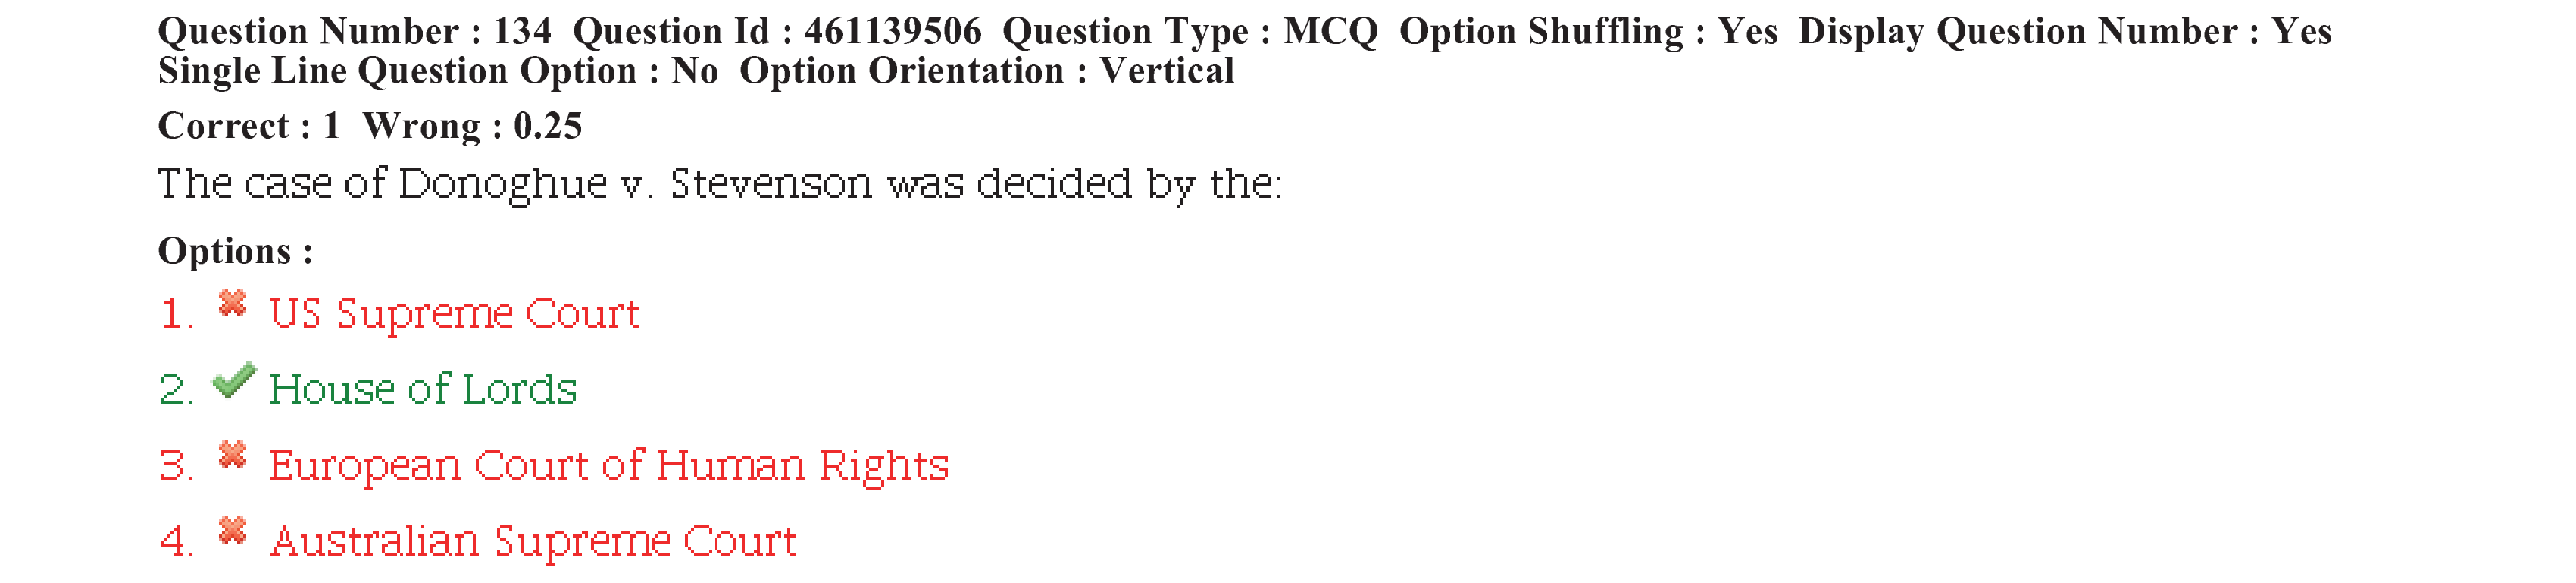 Question Number : 134 Question Id : 461139506 Question Type : MCQ Option Shuffling : Yes Display Question Number : Yes
Single Line Question Option : No Option Orientation : Vertical
Correct : 1 Wrong : 0.25
The case of Donoghue v. Stevenson was decided by the:
Options :
1. US Supreme Court
2. House of Lords
3. European Court of Human Rights
4. Australian Supreme Court